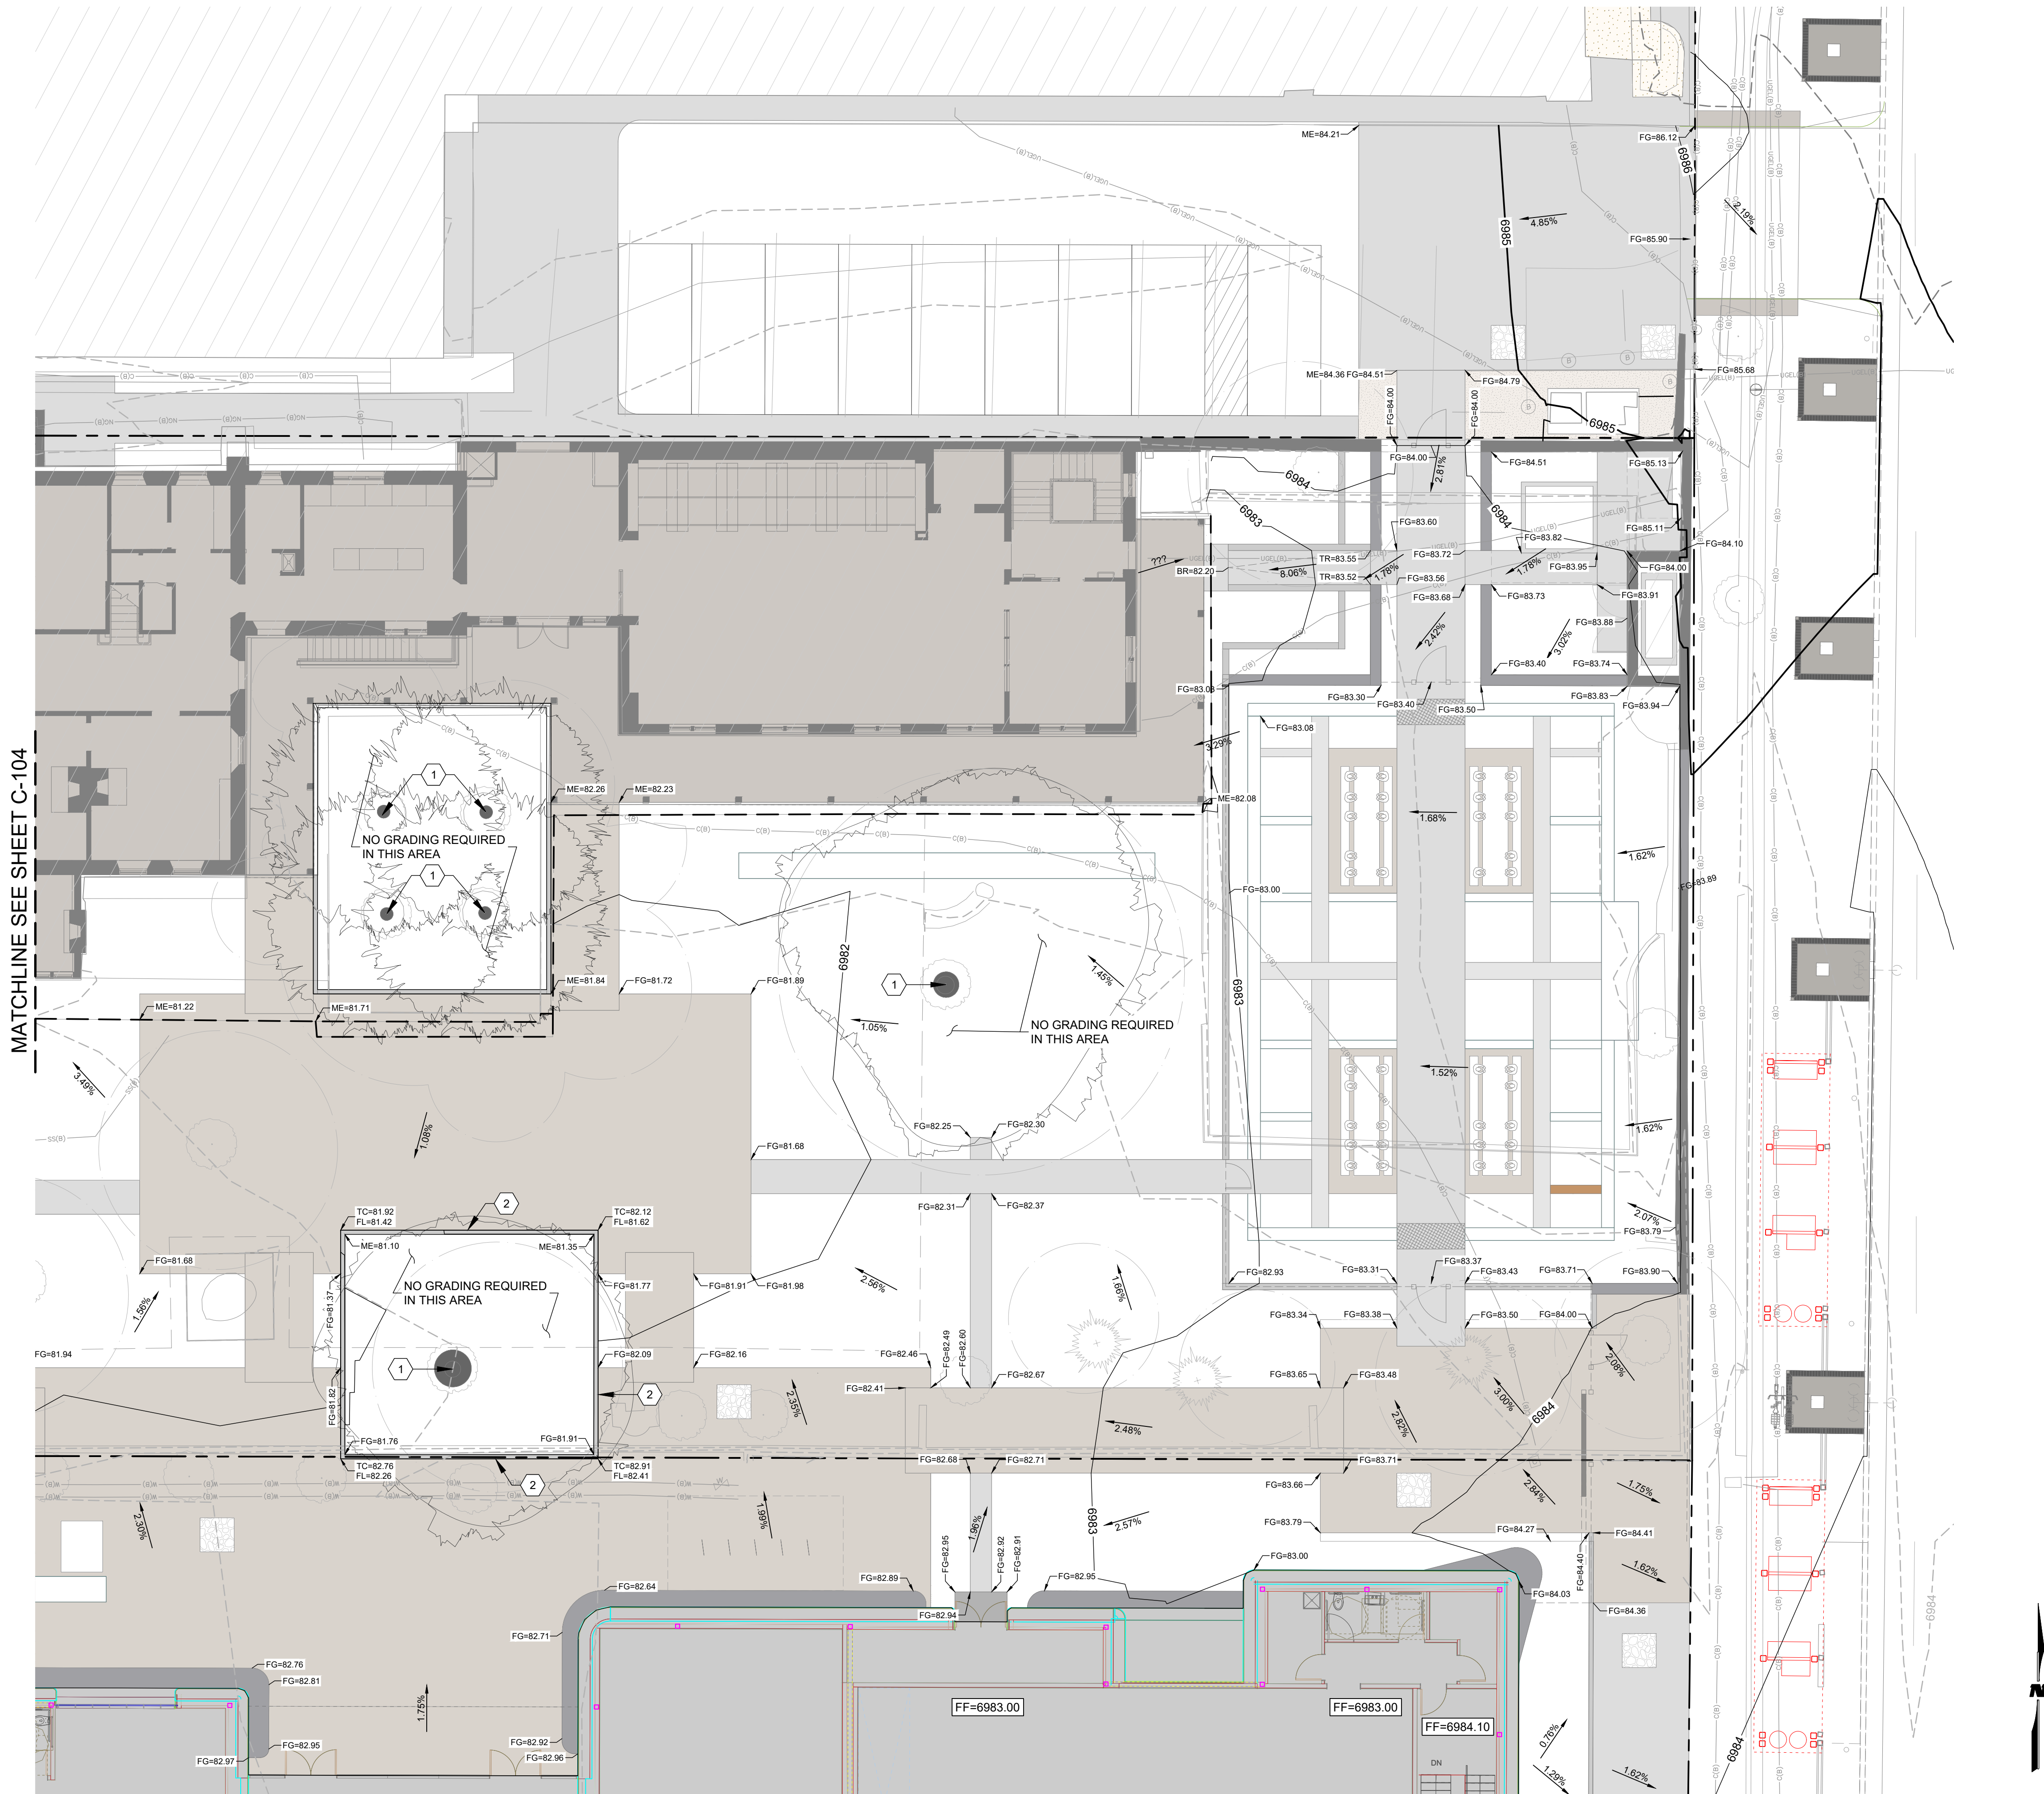 ME=84.21
FG=86.12
6986
2.19%
4.85%
6985
FG=85.90
UGEL(B)
C(B)
ME=84.36 FG=84.51
FG=84.79
FG=85.68
FG=84.00
FG=84.00
6985
NG(B)
FG=84.00
2.81%
FG=84.51
FG=85.13
6984
6983
6984
FG=85.11
FG=83.60
FG=83.82
FG=84.10
???
TR=83.55
FG=83.72
BR=82.20
8.06%
1.78%
1.78%
FG=83.95
FG=84.00
TR=83.52
FG=83.56
FG=83.68
FG=83.73
FG=83.91
FG=83.88
2.42%
3.02%
FG=83.40
FG=83.74
FG=83.08
FG=83.30
FG=83.40
FG=83.50
FG=83.83
FG=83.94
FG=83.08
3.29%
MATCHLINE SEE SHEET C-104
1
ME=82.26
ME=82.23
ME=82.08
1.68%
NO GRADING REQUIRED
IN THIS AREA
1
1.62%
FG=83.00
FG=83.89
6982
1.45%
ME=81.84
FG=81.72
FG=81.89
1
6983
ME=81.22
ME=81.71
1.05%
NO GRADING REQUIRED
IN THIS AREA
3.49%
SS(B)
1.52%
1.08%
FG=82.25
FG=82.30
1.62%
SS(B)
FG=81.68
2
FG=82.31
FG=82.37
TC=81.92
FL=81.42
TC=82.12
FL=81.62
2.07%
FG=83.79
ME=81.10
ME=81.35
FG=81.68
NO GRADING REQUIRED
IN THIS AREA
FG=81.77
FG=81.91
FG=81.98
2.56%
1.66%
FG=82.93
FG=83.31
FG=83.37
FG=83.43
FG=83.71
FG=83.90
1.56%
FG=81.37
FG=83.34
FG=83.38
FG=83.50
FG=84.00
FG=81.94
1
FG=82.09
FG=82.16
FG=82.46
FG=82.49
FG=82.60
FG=82.67
2.08%
FG=81.82
2
2.35%
FG=82.41
FG=83.65
FG=83.48
3.00%
6984
2.82%
2.48%
FG=81.76
FG=81.91
TC=82.76
FL=82.26
TC=82.91
FL=82.41
FG=82.68
FG=82.71
FG=83.71
2
W(B)
FG=83.66
2.84%
1.75%
2.30%
1.99%
1.96%
6983
2.57%
FG=83.79
FG=84.27
FG=84.41
FG=82.95
FG=82.92
FG=82.91
FG=83.00
FG=84.40
1.62%
FG=82.64
FG=82.89
FG=82.95
FG=84.03
FG=82.94
FG=84.36
6984
FG=82.71
FG=82.76
FG=82.81
1.75%
FF=6983.00
FF=6983.00
FF=6984.10
N
FG=82.97
FG=82.95
FG=82.92
FG=82.96
DN
0.76%
1.29%
1.62%
6984